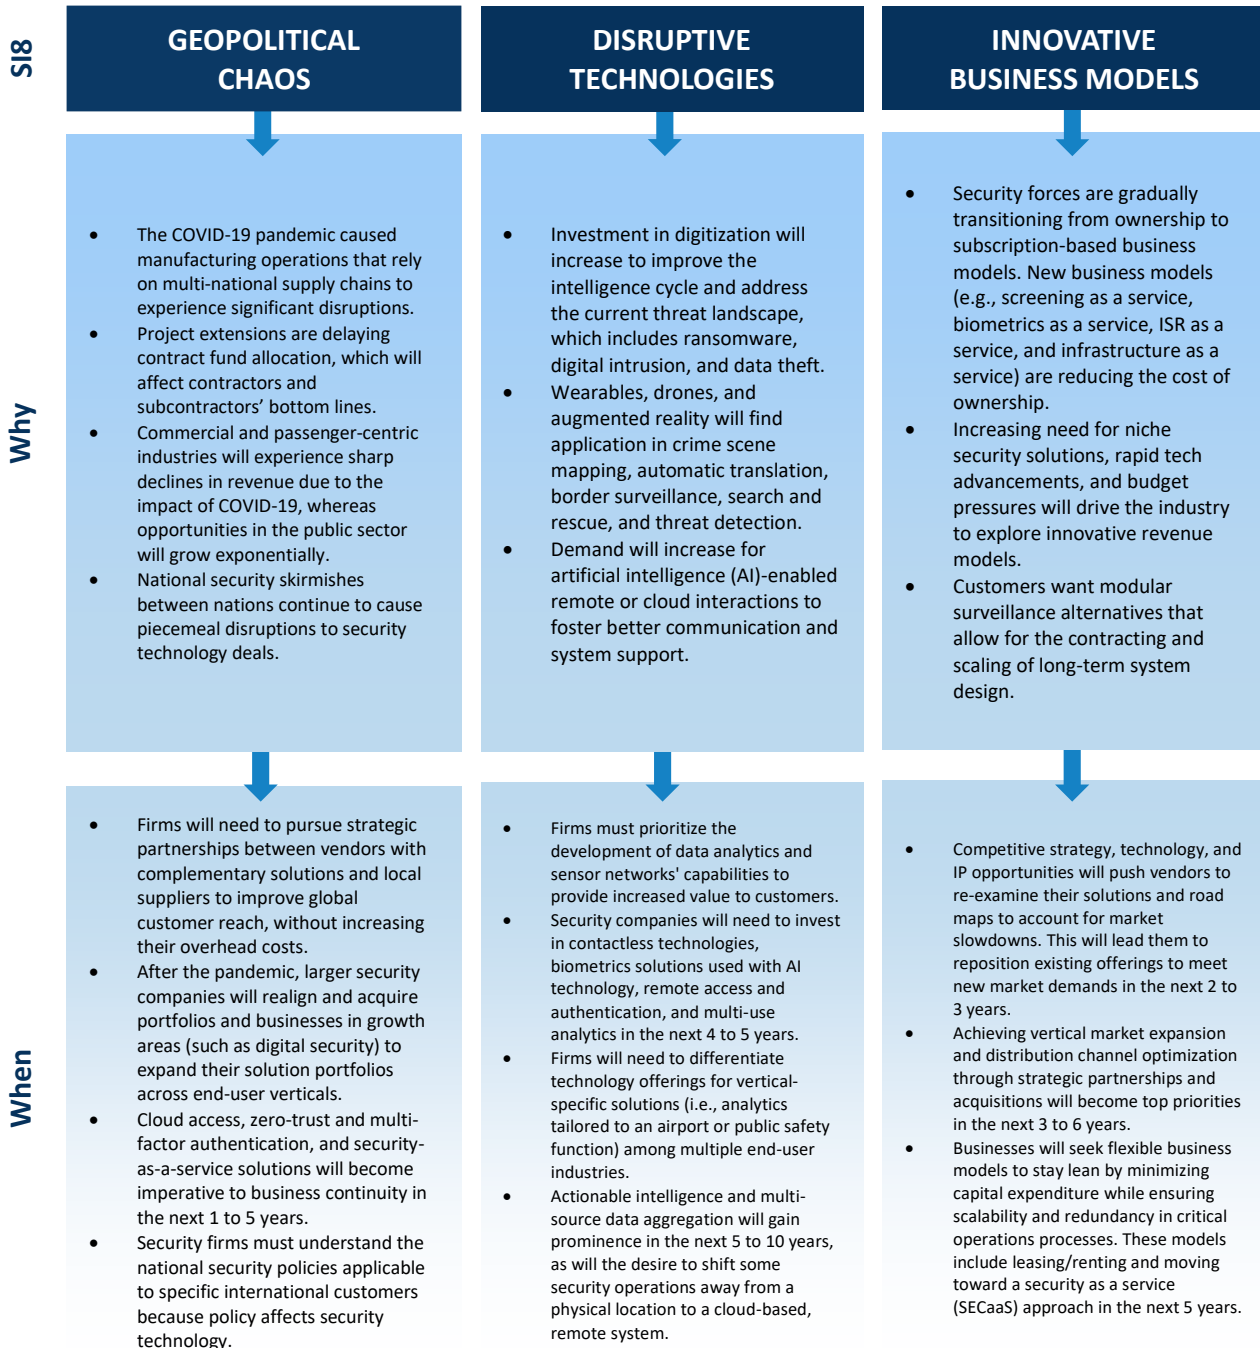 SI8
GEOPOLITICAL
CHAOS
DISRUPTIVE
TECHNOLOGIES
INNOVATIVE
BUSINESS MODELS
Why
• The COVID-19 pandemic caused
manufacturing operations that rely
on multi-national supply chains to
experience significant disruptions.
• Project extensions are delaying
contract fund allocation, which will
affect contractors and
subcontractors’ bottom lines.
• Commercial and passenger-centric
industries will experience sharp
declines in revenue due to the
impact of COVID-19, whereas
opportunities in the public sector
will grow exponentially.
• National security skirmishes
between nations continue to cause
piecemeal disruptions to security
technology deals.
• Investment in digitization will
increase to improve the
intelligence cycle and address
the current threat landscape,
which includes ransomware,
digital intrusion, and data theft.
• Wearables, drones, and
augmented reality will find
application in crime scene
mapping, automatic translation,
border surveillance, search and
rescue, and threat detection.
• Demand will increase for
artificial intelligence (AI)-enabled
remote or cloud interactions to
foster better communication and
system support.
• Security forces are gradually
transitioning from ownership to
subscription-based business
models. New business models
(e.g., screening as a service,
biometrics as a service, ISR as a
service, and infrastructure as a
service) are reducing the cost of
ownership.
• Increasing need for niche
security solutions, rapid tech
advancements, and budget
pressures will drive the industry
to explore innovative revenue
models.
• Customers want modular
surveillance alternatives that
allow for the contracting and
scaling of long-term system
design.
When
• Firms will need to pursue strategic
partnerships between vendors with
complementary solutions and local
suppliers to improve global
customer reach, without increasing
their overhead costs.
• After the pandemic, larger security
companies will realign and acquire
portfolios and businesses in growth
areas (such as digital security) to
expand their solution portfolios
across end-user verticals.
• Cloud access, zero-trust and multi-
factor authentication, and security-
as-a-service solutions will become
imperative to business continuity in
the next 1 to 5 years.
• Security firms must understand the
national security policies applicable
to specific international customers
because policy affects security
technology.
• Firms must prioritize the
development of data analytics and
sensor networks' capabilities to
provide increased value to customers.
• Security companies will need to invest
in contactless technologies,
biometrics solutions used with AI
technology, remote access and
authentication, and multi-use
analytics in the next 4 to 5 years.
• Firms will need to differentiate
technology offerings for vertical-
specific solutions (i.e., analytics
tailored to an airport or public safety
function) among multiple end-user
industries.
• Actionable intelligence and multi-
source data aggregation will gain
prominence in the next 5 to 10 years,
as will the desire to shift some
security operations away from a
physical location to a cloud-based,
remote system.
• Competitive strategy, technology, and
IP opportunities will push vendors to
re-examine their solutions and road
maps to account for market
slowdowns. This will lead them to
reposition existing offerings to meet
new market demands in the next 2 to
3 years.
• Achieving vertical market expansion
and distribution channel optimization
through strategic partnerships and
acquisitions will become top priorities
in the next 3 to 6 years.
• Businesses will seek flexible business
models to stay lean by minimizing
capital expenditure while ensuring
scalability and redundancy in critical
operations processes. These models
include leasing/renting and moving
toward a security as a service
(SECaaS) approach in the next 5 years.